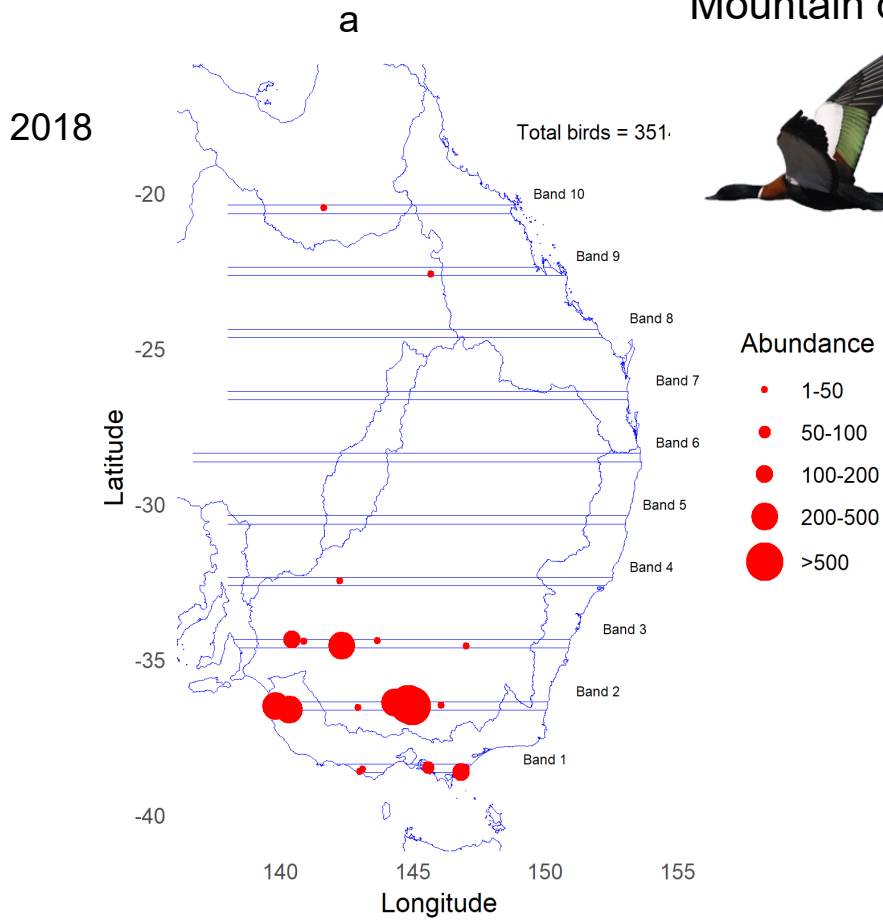 Mountain
a
2018
Total birds = 351
Band 10
Band 9
Band 8
Band 7
Band 6
Band 5
Band 4
Band 3
Band 2
Band 1
-20
-25
-30
-35
-40
Latitude
140 145 150 155
Longitude
Abundance
1-50
50-100
100-200
200-500
>500